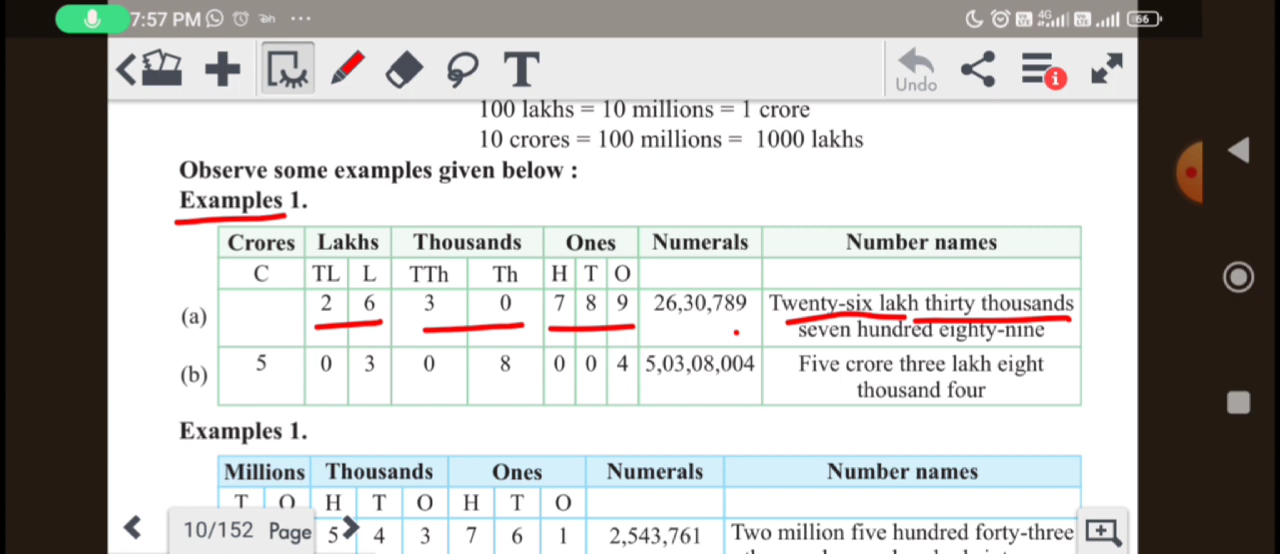 7:57 PM
4G
66
T
Undo
100 lakhs = 10 millions = 1 crore
10 crores = 100 millions = 1000 lakhs
Observe some examples given below :
Examples 1.
Crores Lakhs Thousands Ones Numerals Number names
C TL L TTh Th H T O
(a) 2 6 3 0 7 8 9 26,30,789 Twenty-six lakh thirty thousands
seven hundred eighty-nine
(b) 5 0 3 0 8 0 0 4 5,03,08,004 Five crore three lakh eight
thousand four
Examples 1.
Millions Thousands Ones Numerals Number names
T O H T O H T O
10/152 Page 5 4 3 7 6 1 2,543,761 Two million five hundred forty-three